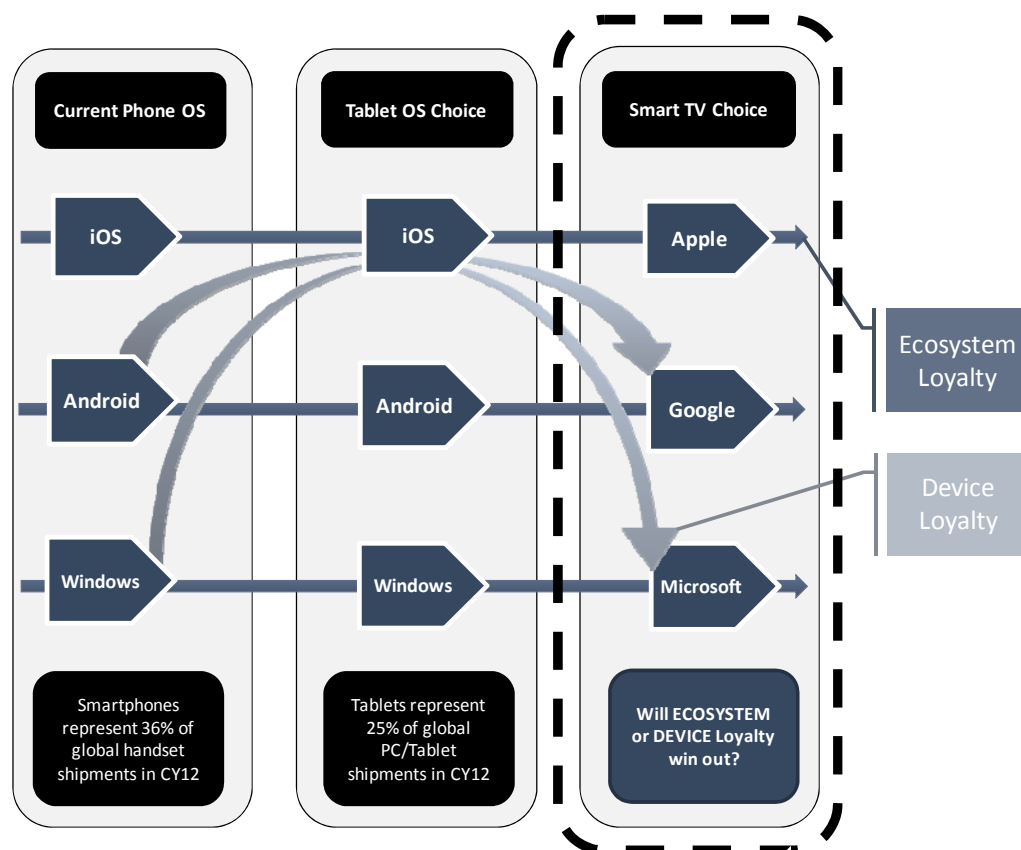 Current Phone OS
Tablet OS Choice
Smart TV Choice
iOS
iOS
Apple
Ecosystem
Loyalty
Android
Android
Google
Device
Loyalty
Windows
Windows
Microsoft
Smartphones
represent 36% of
global handset
shipments in CY12
Tablets represent
25% of global
PC/Tablet
shipments in CY12
Will ECOSYSTEM
or DEVICE Loyalty
win out?